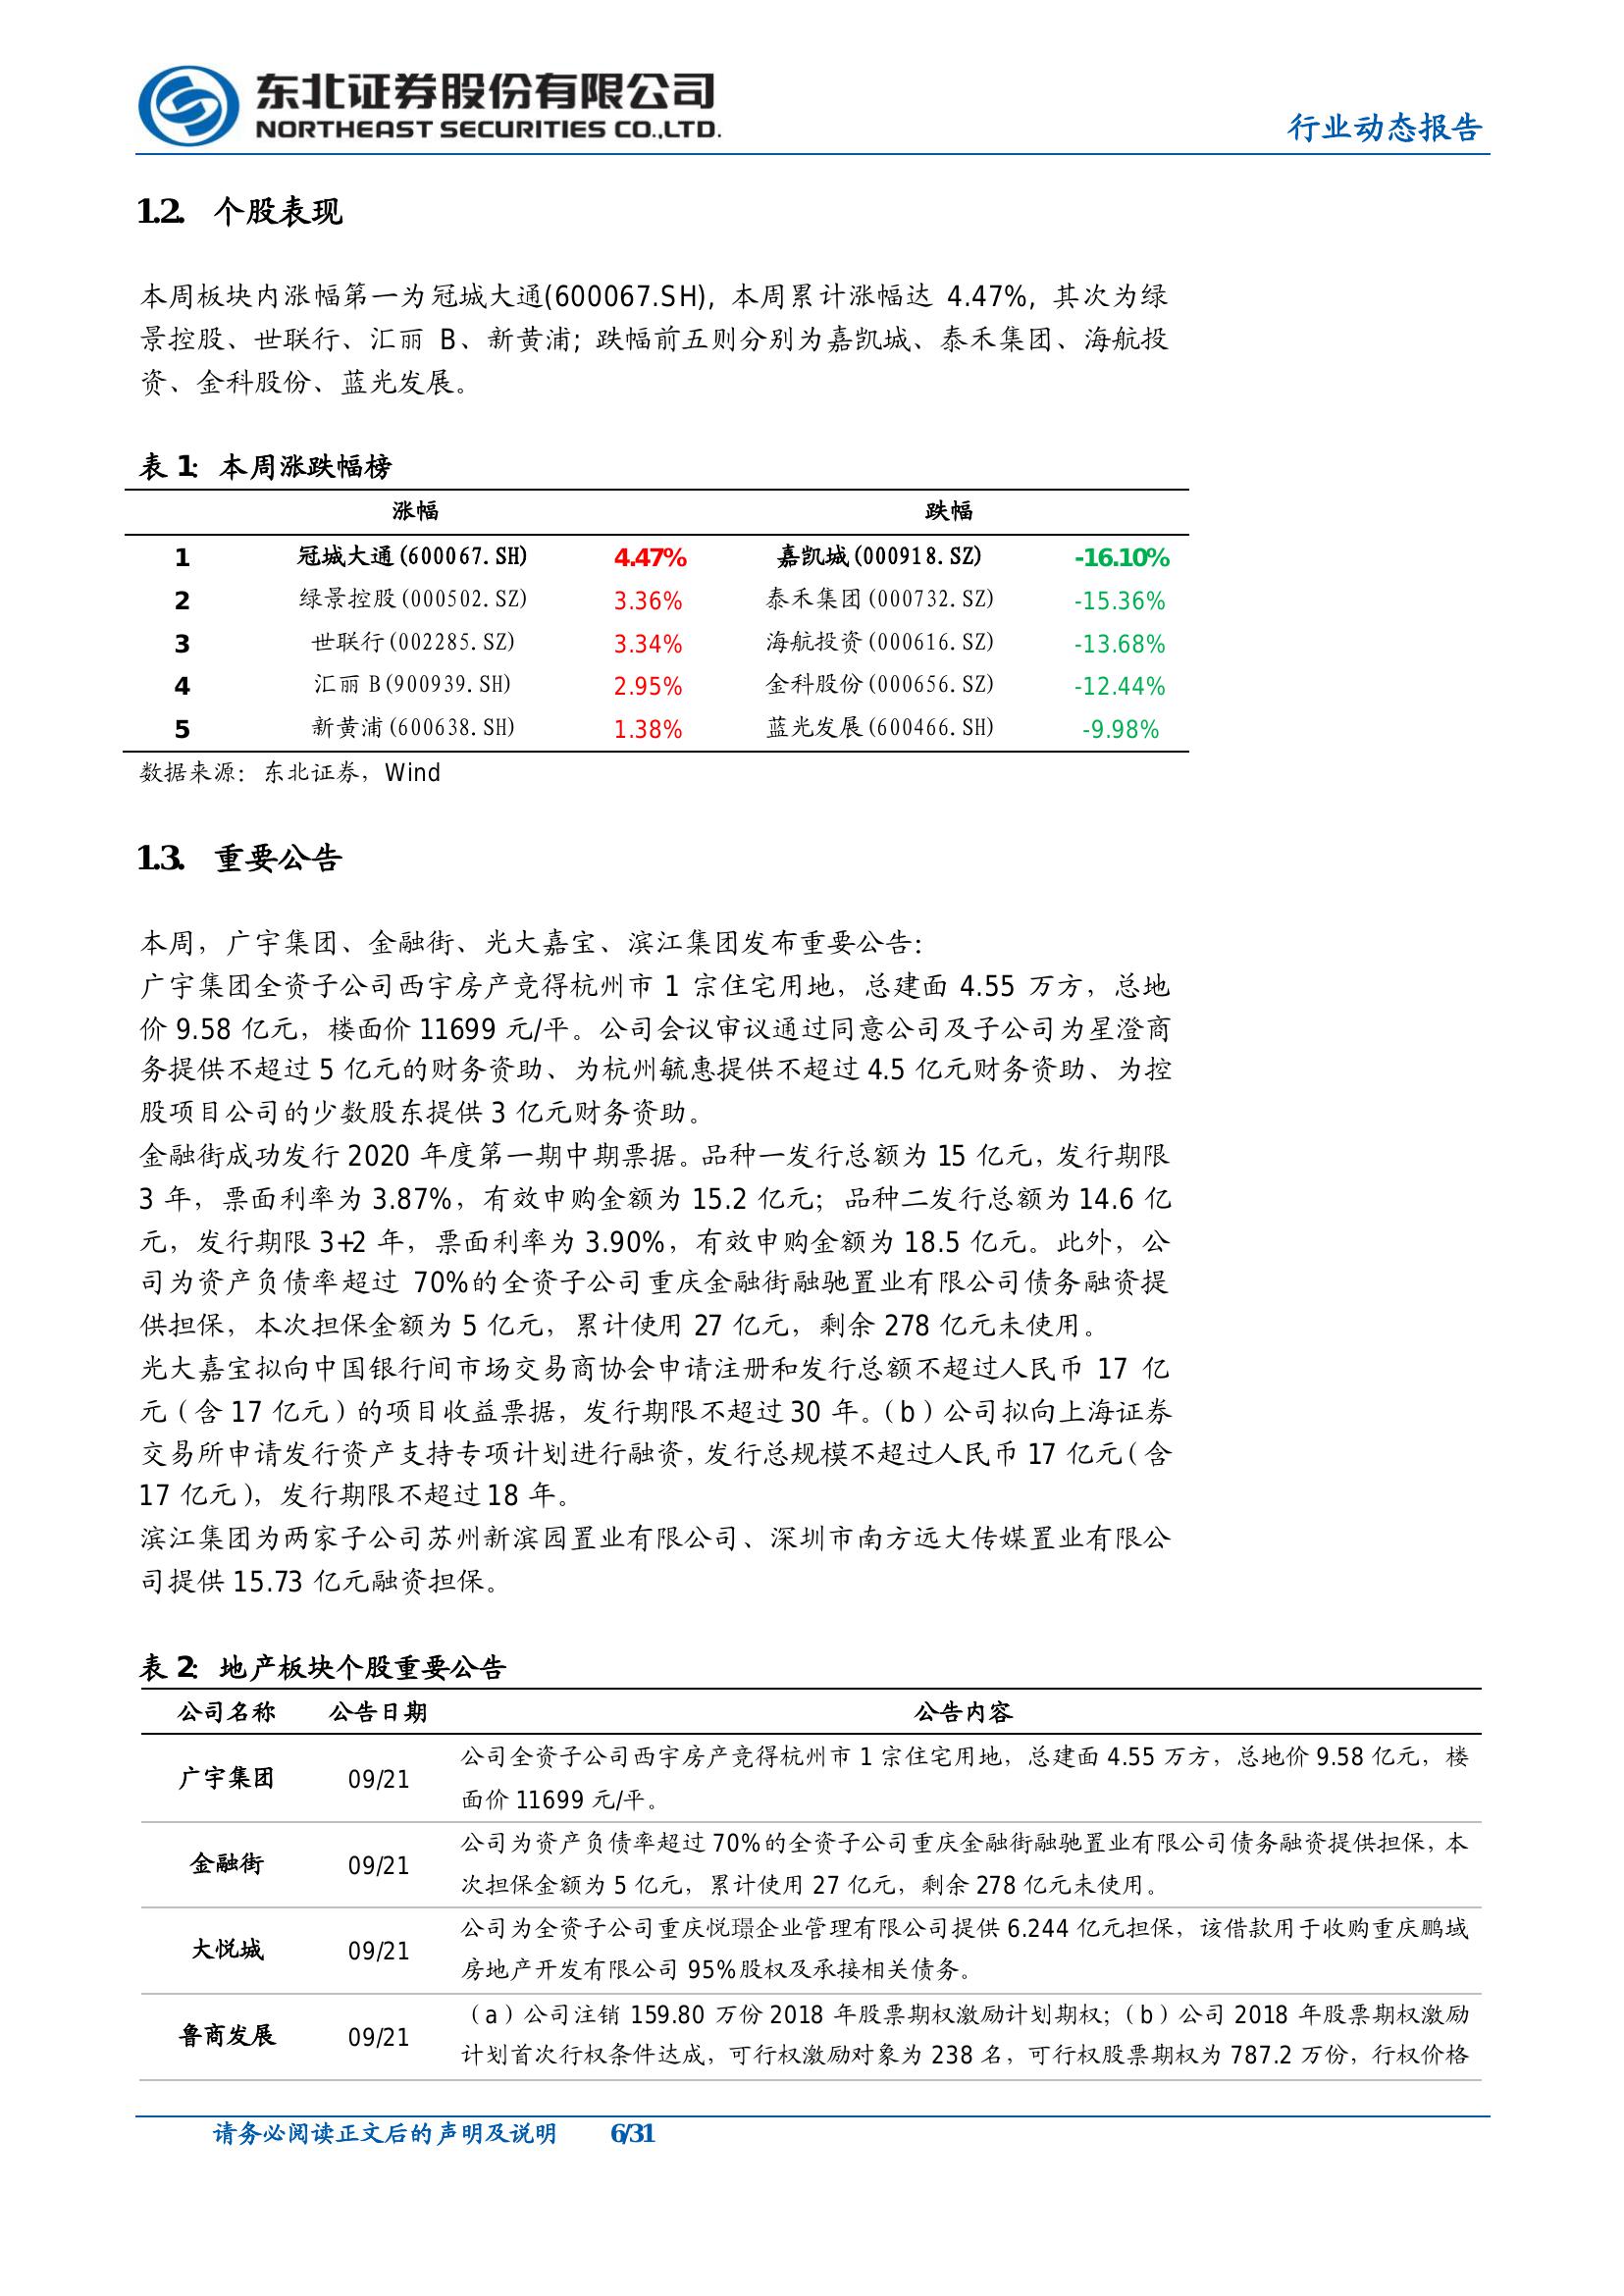 东北证券股份有限公司
NORTHEAST SECURITIES CO.,LTD.
行业动态报告
1.2. 个股表现
本周板块内涨幅第一为冠城大通(600067.SH)，本周累计涨幅达 4.47%，其次为绿
景控股、世联行、汇丽 B、新黄浦；跌幅前五则分别为嘉凯城、泰禾集团、海航投
资、金科股份、蓝光发展。
表 1：本周涨跌幅榜
涨幅 跌幅
1 冠城大通(600067.SH) 4.47% 嘉凯城(000918.SZ) -16.10%
2 绿景控股(000502.SZ) 3.36% 泰禾集团(000732.SZ) -15.36%
3 世联行(002285.SZ) 3.34% 海航投资(000616.SZ) -13.68%
4 汇丽 B(900939.SH) 2.95% 金科股份(000656.SZ) -12.44%
5 新黄浦(600638.SH) 1.38% 蓝光发展(600466.SH) -9.98%
数据来源：东北证券，Wind
1.3. 重要公告
本周，广宇集团、金融街、光大嘉宝、滨江集团发布重要公告：
广宇集团全资子公司西宇房产竞得杭州市 1 宗住宅用地，总建面 4.55 万方，总地
价 9.58 亿元，楼面价 11699 元/平。公司会议审议通过同意公司及子公司为星澄商
务提供不超过 5 亿元的财务资助、为杭州毓惠提供不超过 4.5 亿元财务资助、为控
股项目公司的少数股东提供 3 亿元财务资助。
金融街成功发行 2020 年度第一期中期票据。品种一发行总额为 15 亿元，发行期限
3 年，票面利率为 3.87%，有效申购金额为 15.2 亿元；品种二发行总额为 14.6 亿
元，发行期限 3+2 年，票面利率为 3.90%，有效申购金额为 18.5 亿元。此外，公
司为资产负债率超过 70%的全资子公司重庆金融街融驰置业有限公司债务融资提
供担保，本次担保金额为 5 亿元，累计使用 27 亿元，剩余 278 亿元未使用。
光大嘉宝拟向中国银行间市场交易商协会申请注册和发行总额不超过人民币 17 亿
元（含 17 亿元）的项目收益票据，发行期限不超过 30 年。（b）公司拟向上海证券
交易所申请发行资产支持专项计划进行融资，发行总规模不超过人民币 17 亿元（含
17 亿元），发行期限不超过 18 年。
滨江集团为两家子公司苏州新滨园置业有限公司、深圳市南方远大传媒置业有限公
司提供 15.73 亿元融资担保。
表 2：地产板块个股重要公告
公司名称 公告日期 公告内容
广宇集团 09/21 公司全资子公司西宇房产竞得杭州市 1 宗住宅用地，总建面 4.55 万方，总地价 9.58 亿元，楼
面价 11699 元/平。
金融街 09/21 公司为资产负债率超过 70%的全资子公司重庆金融街融驰置业有限公司债务融资提供担保，本
次担保金额为 5 亿元，累计使用 27 亿元，剩余 278 亿元未使用。
大悦城 09/21 公司为全资子公司重庆悦璟企业管理有限公司提供 6.244 亿元担保，该借款用于收购重庆鹏域
房地产开发有限公司 95%股权及承接相关债务。
鲁商发展 09/21 （a）公司注销 159.80 万份 2018 年股票期权激励计划期权；（b）公司 2018 年股票期权激励
计划首次行权条件达成，可行权激励对象为 238 名，可行权股票期权为 787.2 万份，行权价格
请务必阅读正文后的声明及说明 6/31